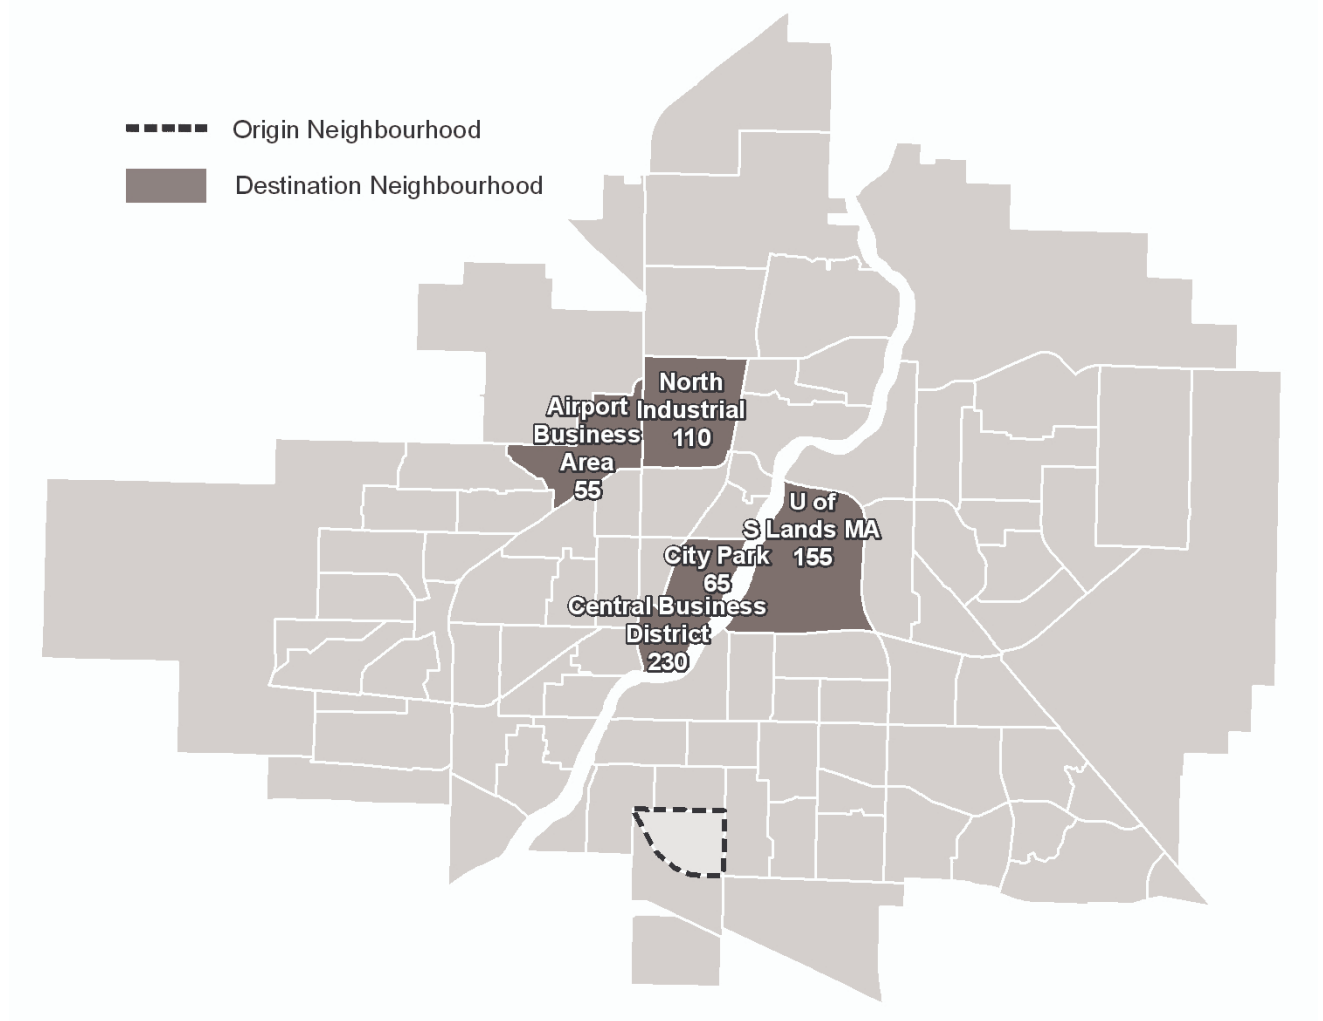 Origin Neighbourhood
Destination Neighbourhood
North
Industrial
110
Airport
Business
Area
55
U of
S Lands MA
155
City Park
65
Central Business
District
230